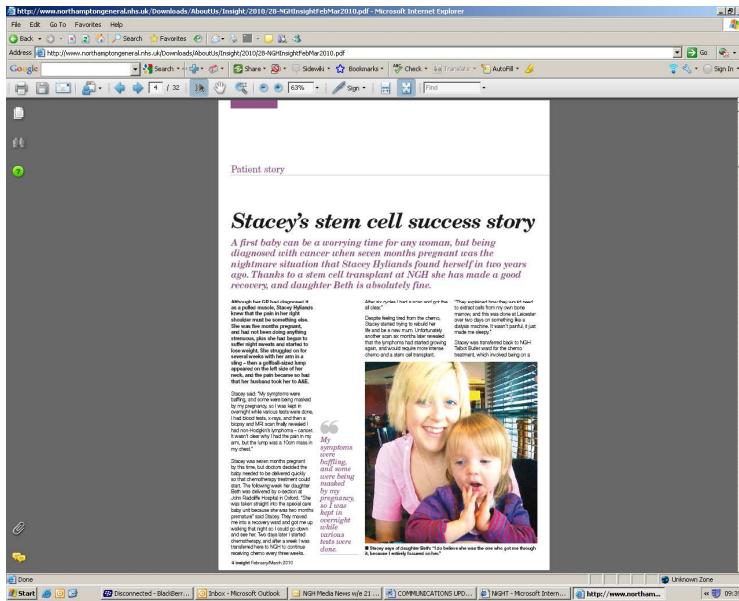 http://www.northamptongeneral.nhs.uk/Downloads/AboutUs/Insight/2010/28-NGHInsightFebMar2010.pdf - Microsoft Internet Explorer
File Edit Go To Favorites Help
Back Search Favorites
Address http://www.northamptongeneral.nhs.uk/Downloads/AboutUs/Insight/2010/28-NGHInsightFebMar2010.pdf Go
Google Search Share Sidewiki Bookmarks Check Translate AutoFill Sign In
4 / 32 63% Sign Find
Patient story
Stacey's stem cell success story
A first baby can be a worrying time for any woman, but being
diagnosed with cancer when seven months pregnant was the
nightmare situation that Stacey Hyliands found herself in two years
ago. Thanks to a stem cell transplant at NGH she has made a good
recovery, and daughter Beth is absolutely fine.
Although her GP had diagnosed it
as a pulled muscle, Stacey Hyliands
knew that the pain in her right
shoulder must be something else.
She was five months pregnant,
and had not been doing anything
strenuous, plus she had began to
suffer night sweats and started to
lose weight. She struggled on for
several weeks with her arm in a
sling – then a golfball-sized lump
appeared on the left side of her
neck, and the pain became so bad
that her husband took her to A&E.
Stacey said: "My symptoms were
baffling, and some were being masked
by my pregnancy, so I was kept in
overnight while various tests were done.
I had blood tests, x-rays, and then a
biopsy and MRI scan finally revealed I
had non-Hodgkin's lymphoma – cancer.
It wasn't clear why I had the pain in my
arm, but the lump was a 10cm mass in
my chest."
Stacey was seven months pregnant
by this time, but doctors decided the
baby needed to be delivered quickly
so that chemotherapy treatment could
start. The following week her daughter
Beth was delivered by c-section at
John Radcliffe Hospital in Oxford. "She
was taken straight into the special care
baby unit because she was two months
premature" said Stacey. They moved
me into a recovery ward and got me up
walking that night so I could go down
and see her. Two days later I started
chemotherapy, and after a week I was
transferred here to NGH to continue
receiving chemo every three weeks.
My
symptoms
were
baffling,
and some
were being
masked
by my
pregnancy,
so I was
kept in
overnight
while
various
tests were
done.
After six cycles I had a scan and got the
all clear."
Despite feeling tired from the chemo,
Stacey started trying to rebuild her
life and be a new mum. Unfortunately
another scan six months later revealed
that the lymphoma had started growing
again, and would require more intense
chemo and a stem cell transplant.
"They explained how they would need
to extract cells from my own bone
marrow, and this was done at Leicester
over two days on something like a
dialysis machine. It wasn't painful, it just
made me sleepy."
Stacey was transferred back to NGH
Talbot Butler ward for the chemo
treatment, which involved being on a
Stacey says of daughter Beth: "I do believe she was the one who got me through
it, because I entirely focused on her."
4 insight February/March 2010
Done Unknown Zone
Start Disconnected - BlackBerr... Inbox - Microsoft Outlook NGH Media News w/e 21 ... COMMUNICATIONS UPD... NIGHT - Microsoft Intern... http://www.northam... 09:35